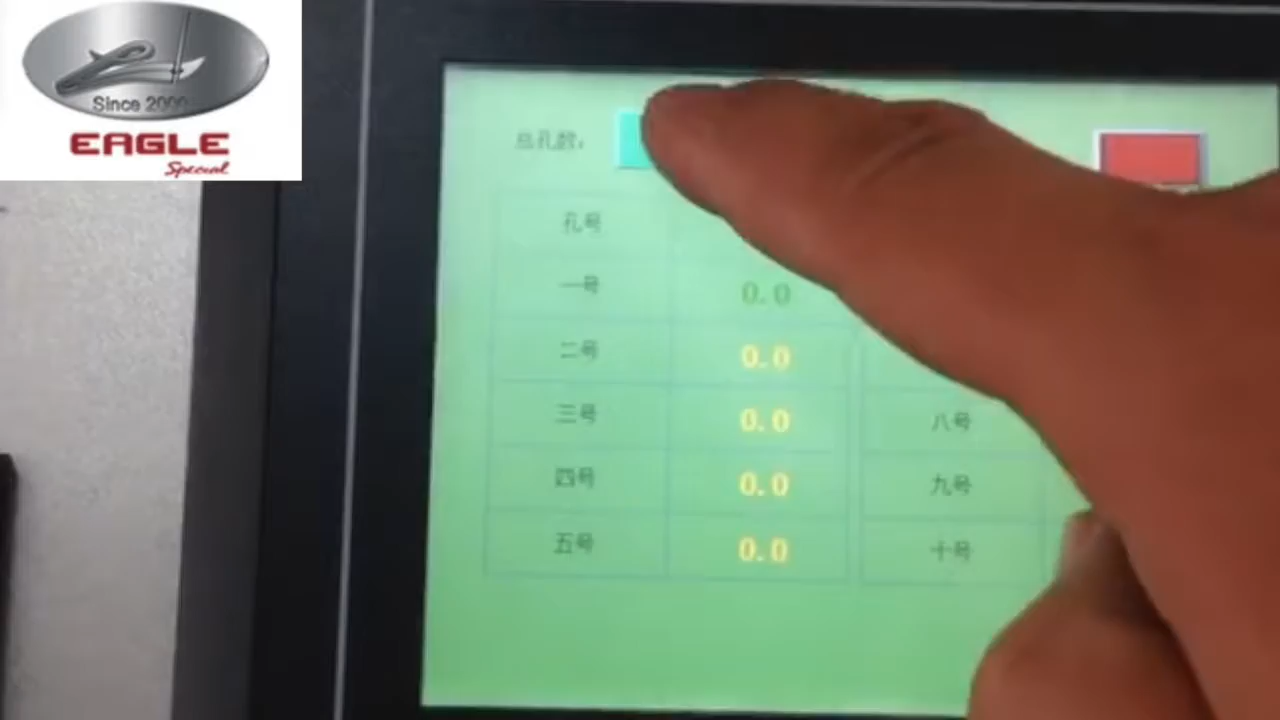 Since 2000
EAGLE
Special
总孔数:
孔号
一号 0.0
二号 0.0
三号 0.0 八号
四号 0.0 九号
五号 0.0 十号